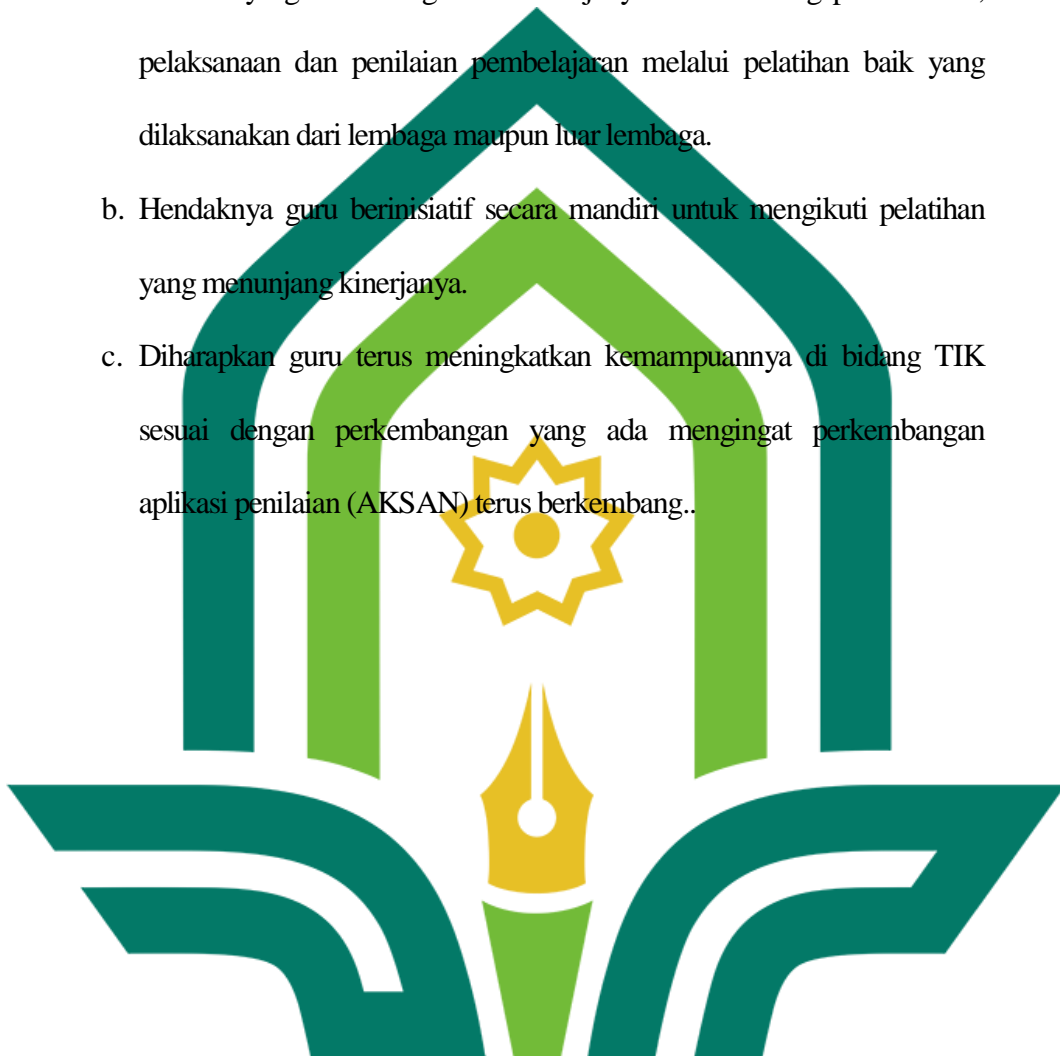 pelaksanaan dan penilaian pembelajaran melalui pelatihan baik yang
dilaksanakan dari lembaga maupun luar lembaga.
b. Hendaknya guru berinisiatif secara mandiri untuk mengikuti pelatihan
yang menunjang kinerjanya.
c. Diharapkan guru terus meningkatkan kemampuannya di bidang TIK
sesuai dengan perkembangan yang ada mengingat perkembangan
aplikasi penilaian (AKSAN) terus berkembang..